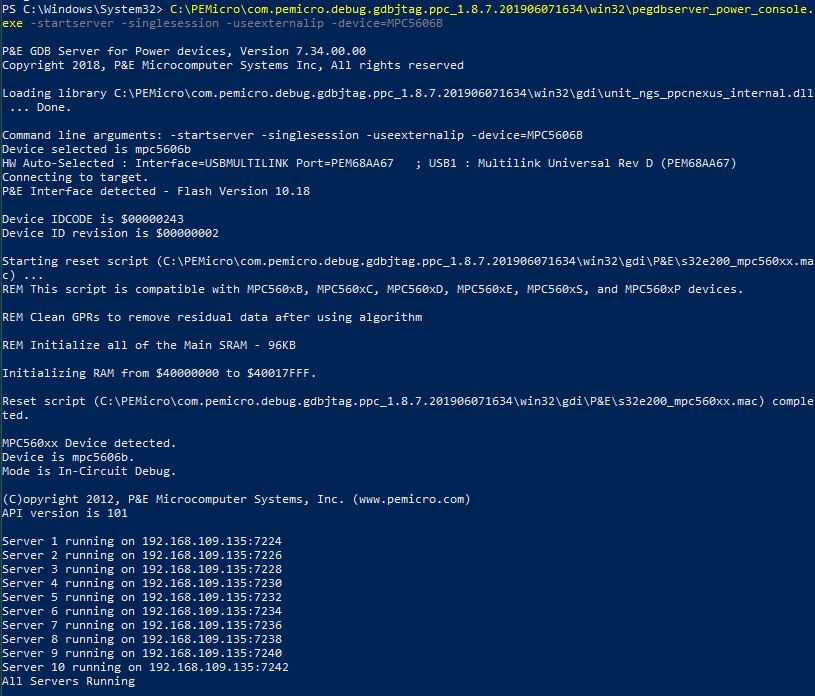 PS C:\Windows\System32> C:\PEMicro\com.pemicro.debug.gdbjtag.ppc_1.8.7.201906071634\win32\pegdbserver_power_console.
exe -startserver -singlesession -useexternalip -device=MPC5606B
P&E GDB Server for Power devices, Version 7.34.00.00
Copyright 2018, P&E Microcomputer Systems Inc, All rights reserved
Loading library C:\PEMicro\com.pemicro.debug.gdbjtag.ppc_1.8.7.201906071634\win32\gdi\unit_ngs_ppcnexus_internal.dll
... Done.
Command line arguments: -startserver -singlesession -useexternalip -device=MPC5606B
Device selected is mpc5606b
HW Auto-Selected : Interface=USBMULTILINK Port=PEM68AA67   ; USB1 : Multilink Universal Rev D (PEM68AA67)
Connecting to target.
P&E Interface detected - Flash Version 10.18
Device IDCODE is $00000243
Device ID revision is $00000002
Starting reset script (C:\PEMicro\com.pemicro.debug.gdbjtag.ppc_1.8.7.201906071634\win32\gdi\P&E\s32e200_mpc560xx.ma
c) ...
REM This script is compatible with MPC560xB, MPC560xC, MPC560xD, MPC560xE, MPC560xS, and MPC560xP devices.
REM Clean GPRs to remove residual data after using algorithm
REM Initialize all of the Main SRAM - 96KB
Initializing RAM from $40000000 to $40017FFF.
Reset script (C:\PEMicro\com.pemicro.debug.gdbjtag.ppc_1.8.7.201906071634\win32\gdi\P&E\s32e200_mpc560xx.mac) comple
ted.
MPC560xx Device detected.
Device is mpc5606b.
Mode is In-Circuit Debug.
(C)opyright 2012, P&E Microcomputer Systems, Inc. (www.pemicro.com)
API version is 101
Server 1 running on 192.168.109.135:7224
Server 2 running on 192.168.109.135:7226
Server 3 running on 192.168.109.135:7228
Server 4 running on 192.168.109.135:7230
Server 5 running on 192.168.109.135:7232
Server 6 running on 192.168.109.135:7234
Server 7 running on 192.168.109.135:7236
Server 8 running on 192.168.109.135:7238
Server 9 running on 192.168.109.135:7240
Server 10 running on 192.168.109.135:7242
All Servers Running